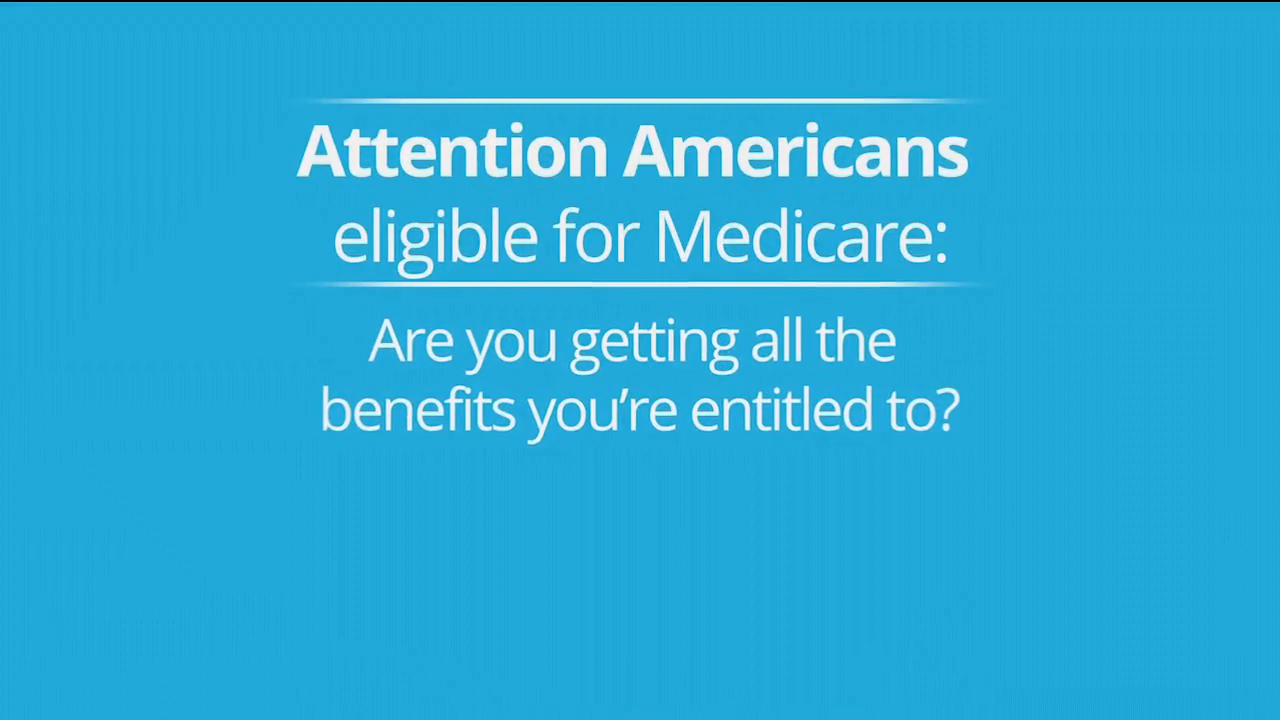 Attention Americans
eligible for Medicare:
Are you getting all the
benefits you’re entitled to?